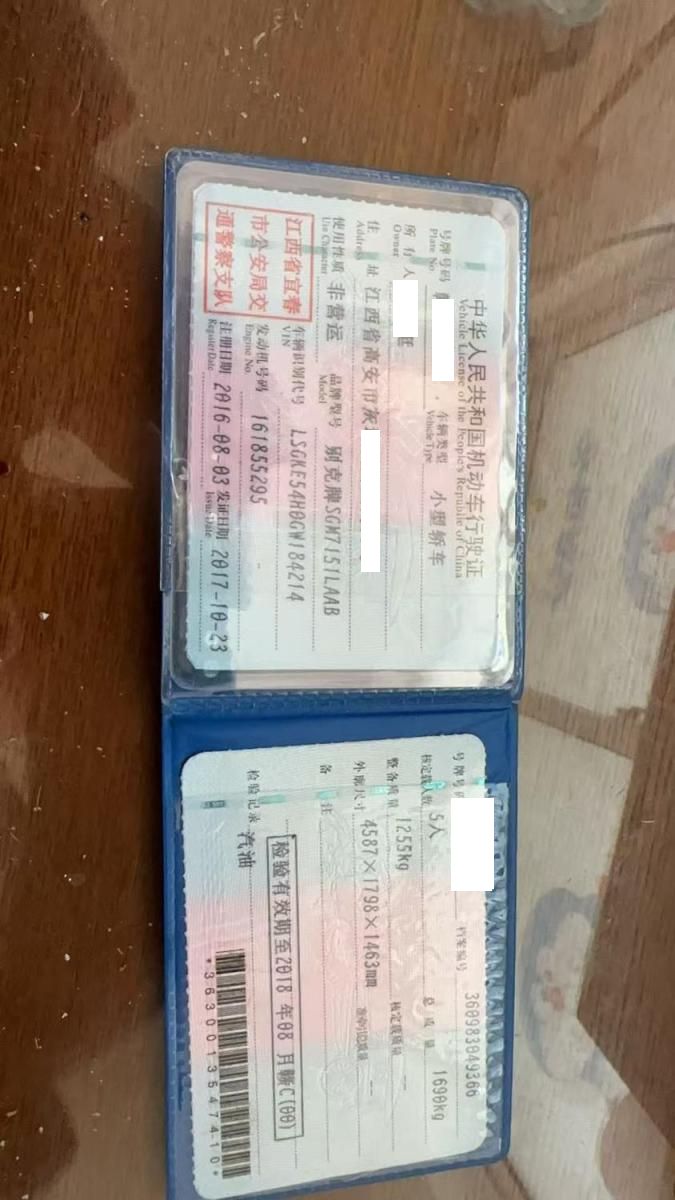 中华人民共和国机动车行驶证
Vehicle License of the People's Republic of China
号牌号码 车辆类型 小型轿车
Plate No. Vehicle Type
所有人
Owner
住址 江西省高安市灰
Address
使用性质 非营运 品牌型号 别克牌SGM7151LAAB
Use Character Model
江西省宜春
市公安局交
通警察支队
车辆识别代号 LSGKE54H0GW184214
VIN
发动机号码 161855295
Engine No.
注册日期 2016-08-03 发证日期 2017-10-23
Register Date Issue Date
号牌号码 档案编号 360983049366
核定载人数 5人 总质量 1690kg
整备质量 1255kg 核定载质量 --
外廓尺寸 4587×1798×1463mm 准牵引总质量 --
备注
检验有效期至2018年08月赣C(00)
检验记录 汽油
*3630013547410*